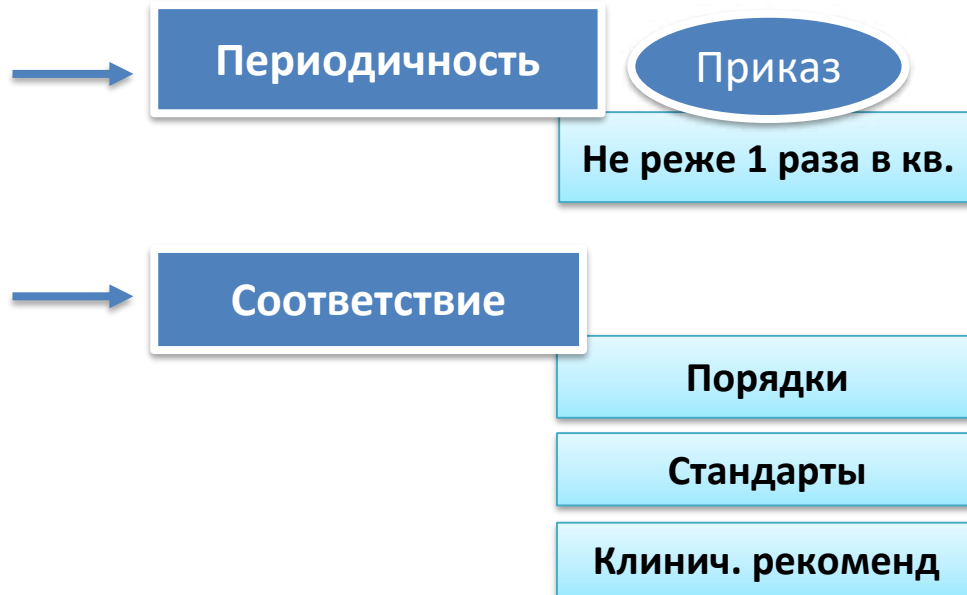 Периодичность
Приказ
Не реже 1 раза в кв.
Соответствие
Порядки
Стандарты
Клинич. рекоменд